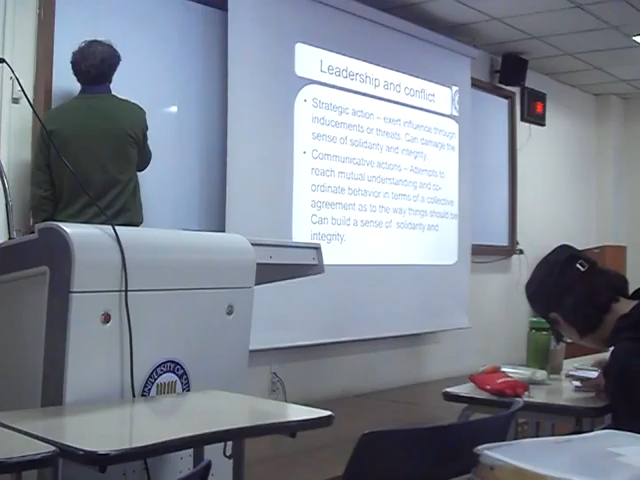 Leadership and conflict
• Strategic action – exert influence through
inducements or threats. Can damage the
sense of solidarity and integrity.
• Communicative actions – Attempts to
reach mutual understanding and co-
ordinate behavior in terms of a collective
agreement as to the way things should be
Can build a sense of solidarity and
integrity.
UNIVERSITY OF